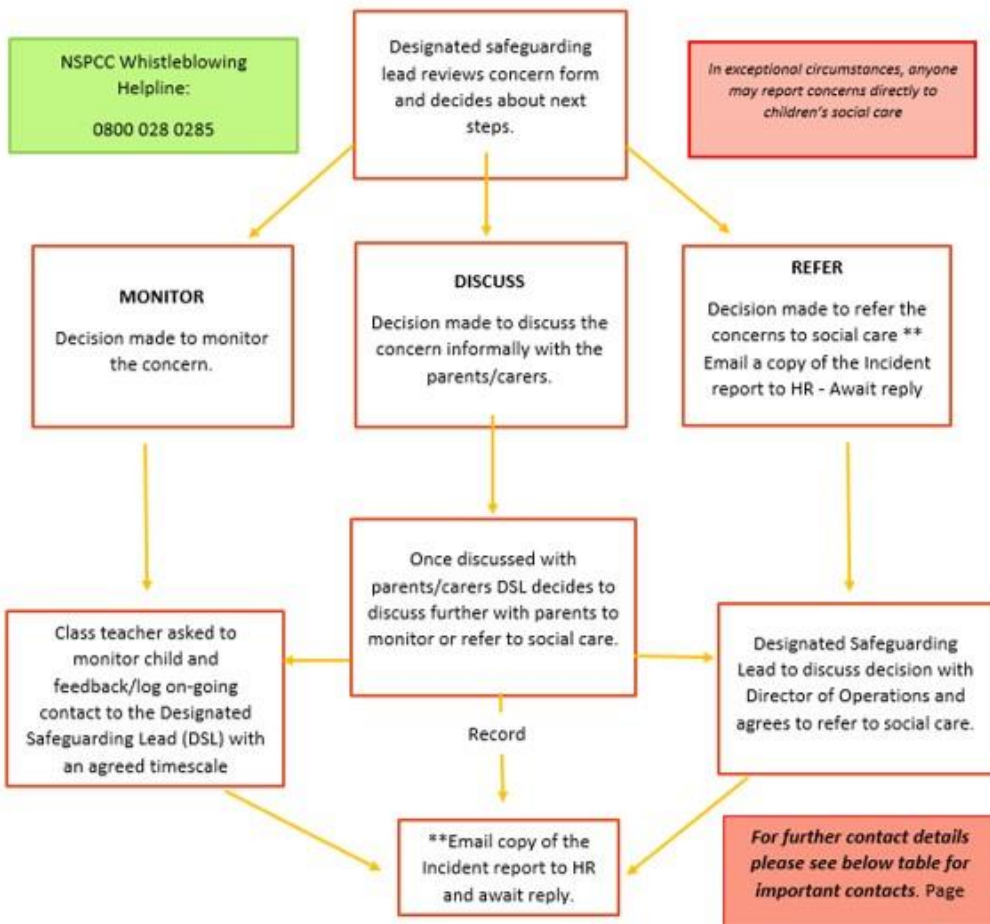 NSPCC Whistleblowing
Helpline:
0800 028 0285
Designated safeguarding
lead reviews concern form
and decides about next
steps.
In exceptional circumstances, anyone
may report concerns directly to
children's social care
MONITOR
Decision made to monitor
the concern.
DISCUSS
Decision made to discuss the
concern informally with the
parents/carers.
REFER
Decision made to refer the
concerns to social care **
Email a copy of the Incident
report to HR - Await reply
Class teacher asked to
monitor child and
feedback/log on-going
contact to the Designated
Safeguarding Lead (DSL) with
an agreed timescale
Once discussed with
parents/carers DSL decides to
discuss further with parents to
monitor or refer to social care.
Designated Safeguarding
Lead to discuss decision with
Director of Operations and
agrees to refer to social care.
Record
**Email copy of the
Incident report to HR
and await reply.
For further contact details
please see below table for
important contacts. Page